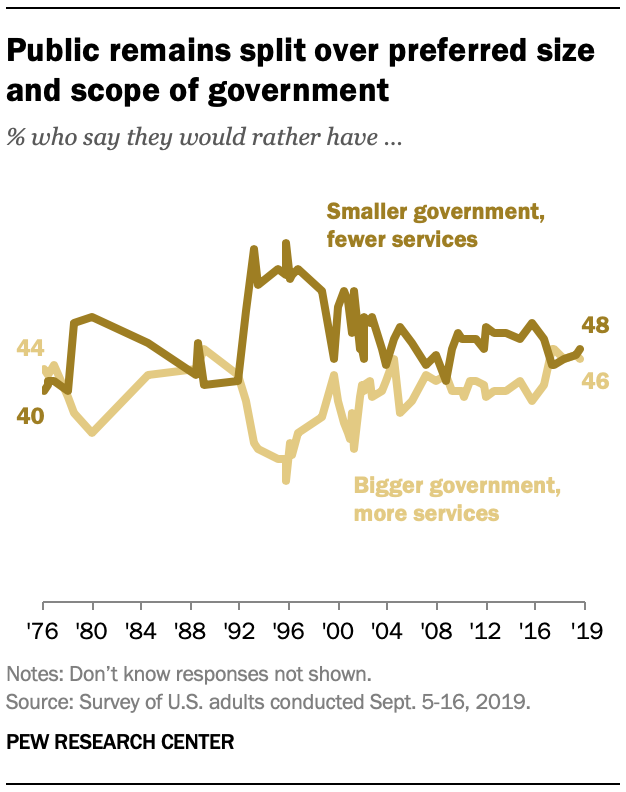 Public remains split over preferred size
and scope of government
% who say they would rather have ...
Smaller government,
fewer services
44
48
40
46
Bigger government,
more services
'76 '80 '84 '88 '92 '96 '00 '04 '08 '12 '16 '19
Notes: Don’t know responses not shown.
Source: Survey of U.S. adults conducted Sept. 5-16, 2019.
PEW RESEARCH CENTER